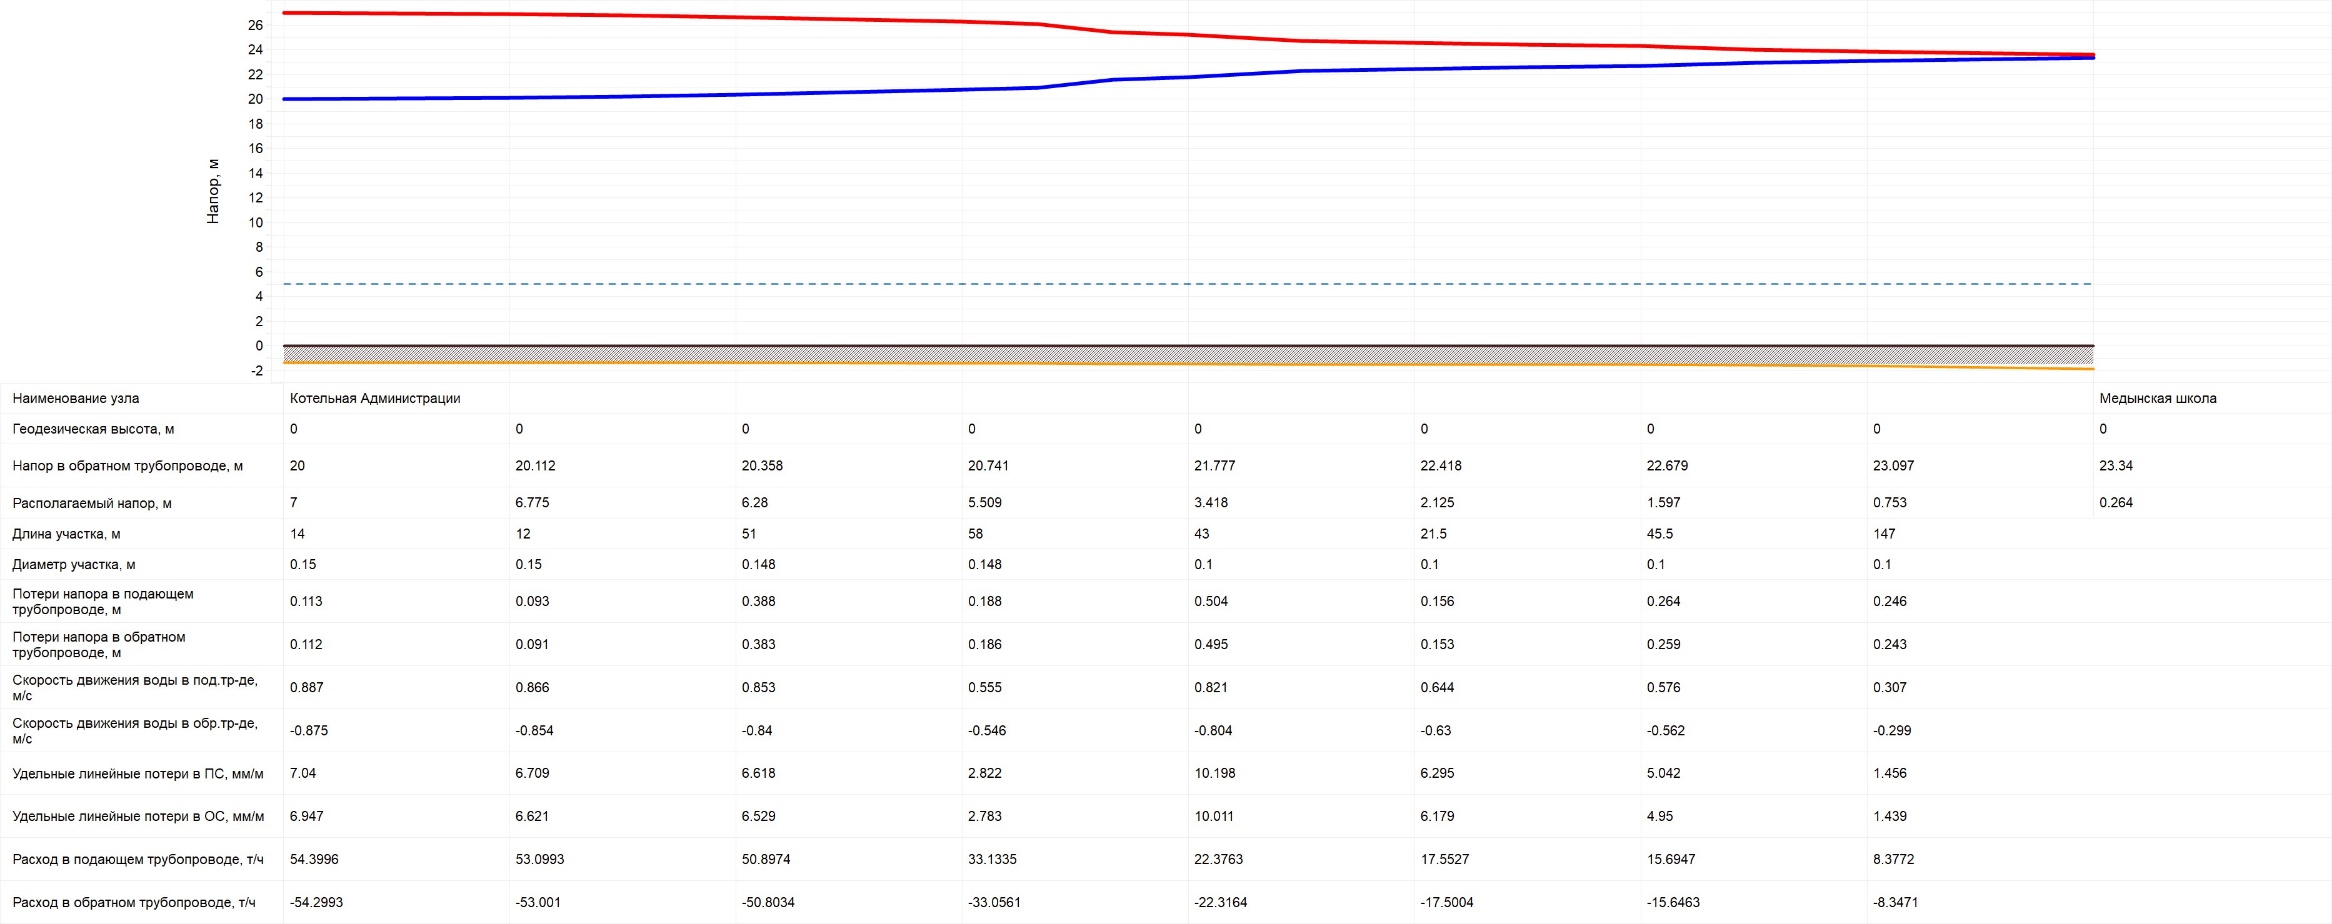 26
24
22
20
18
16
14
12
10
8
6
4
2
0
-2
Напор, м
Наименование узла Котельная Администрации Медынская школа
Геодезическая высота, м 0 0 0 0 0 0 0 0 0
Напор в обратном трубопроводе, м 20 20.112 20.358 20.741 21.777 22.418 22.679 23.097 23.34
Располагаемый напор, м 7 6.775 6.28 5.509 3.418 2.125 1.597 0.753 0.264
Длина участка, м 14 12 51 58 43 21.5 45.5 147
Диаметр участка, м 0.15 0.15 0.148 0.148 0.1 0.1 0.1 0.1
Потери напора в подающем
трубопроводе, м 0.113 0.093 0.388 0.188 0.504 0.156 0.264 0.246
Потери напора в обратном
трубопроводе, м 0.112 0.091 0.383 0.186 0.495 0.153 0.259 0.243
Скорость движения воды в под.тр-де,
м/с 0.887 0.866 0.853 0.555 0.821 0.644 0.576 0.307
Скорость движения воды в обр.тр-де,
м/с -0.875 -0.854 -0.84 -0.546 -0.804 -0.63 -0.562 -0.299
Удельные линейные потери в ПС, мм/м 7.04 6.709 6.618 2.822 10.198 6.295 5.042 1.456
Удельные линейные потери в ОС, мм/м 6.947 6.621 6.529 2.783 10.011 6.179 4.95 1.439
Расход в подающем трубопроводе, т/ч 54.3996 53.0993 50.8974 33.1335 22.3763 17.5527 15.6947 8.3772
Расход в обратном трубопроводе, т/ч -54.2993 -53.001 -50.8034 -33.0561 -22.3164 -17.5004 -15.6463 -8.3471